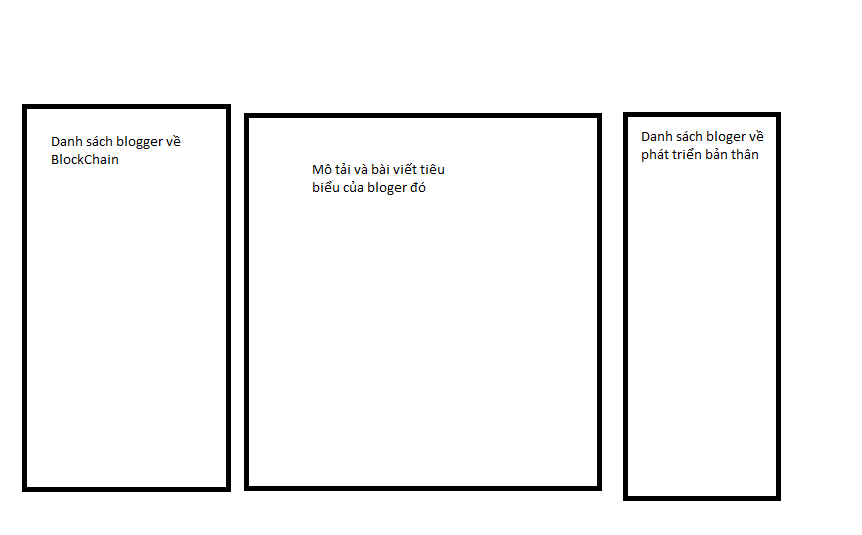 Danh sách blogger về
BlockChain
Mô tải và bài viết tiêu
biểu của bloger đó
Danh sách bloger về
phát triển bản thân